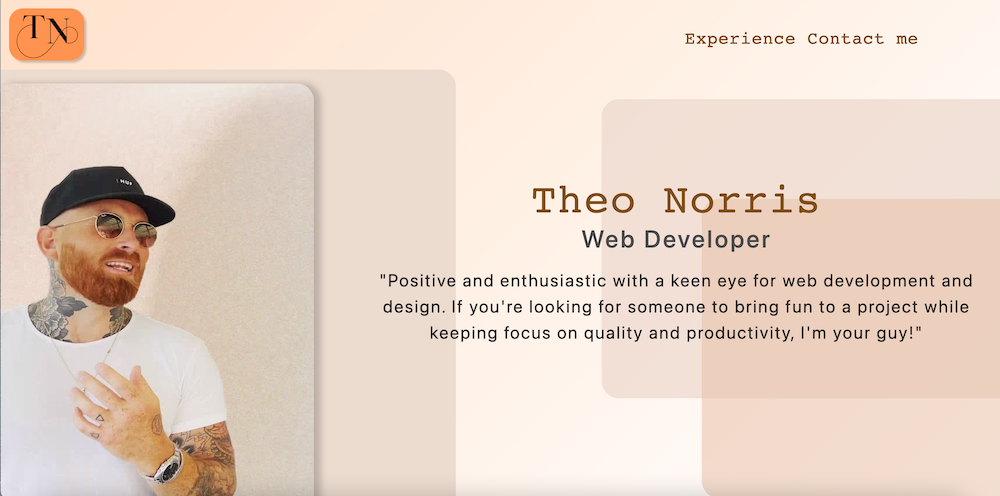 TN
Experience Contact me
HUF
Theo Norris
Web Developer
"Positive and enthusiastic with a keen eye for web development and
design. If you're looking for someone to bring fun to a project while
keeping focus on quality and productivity, I'm your guy!"